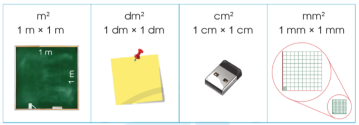 m²
1 m × 1 m
1 m
1 m
dm²
1 dm × 1 dm
cm²
1 cm × 1 cm
mm²
1 mm × 1 mm